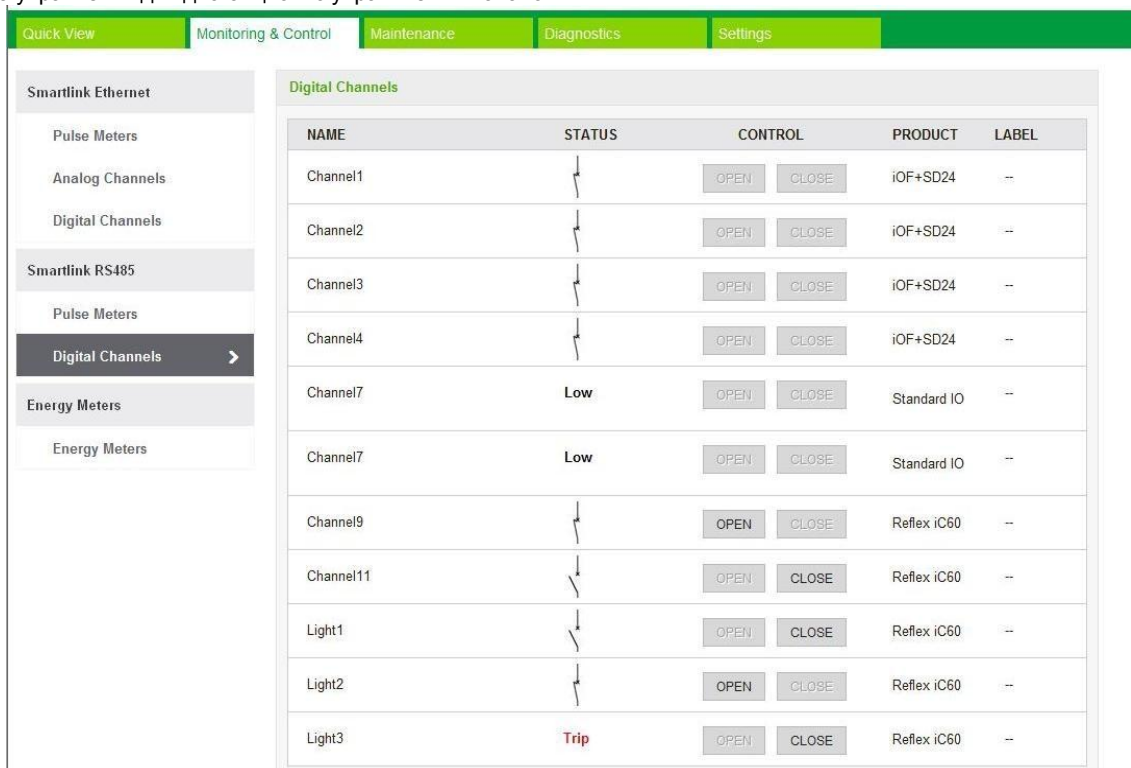 Quick View Monitoring & Control Maintenance Diagnostics Settings
Smartlink Ethernet
Pulse Meters
Analog Channels
Digital Channels
Smartlink RS485
Pulse Meters
Digital Channels
Energy Meters
Energy Meters
Digital Channels
NAME STATUS CONTROL PRODUCT LABEL
Channel1 OPEN CLOSE iOF+SD24 --
Channel2 OPEN CLOSE iOF+SD24 --
Channel3 OPEN CLOSE iOF+SD24 --
Channel4 OPEN CLOSE iOF+SD24 --
Channel7 Low OPEN CLOSE Standard IO --
Channel7 Low OPEN CLOSE Standard IO --
Channel9 OPEN CLOSE Reflex iC60 --
Channel11 OPEN CLOSE Reflex iC60 --
Light1 OPEN CLOSE Reflex iC60 --
Light2 OPEN CLOSE Reflex iC60 --
Light3 Trip OPEN CLOSE Reflex iC60 --